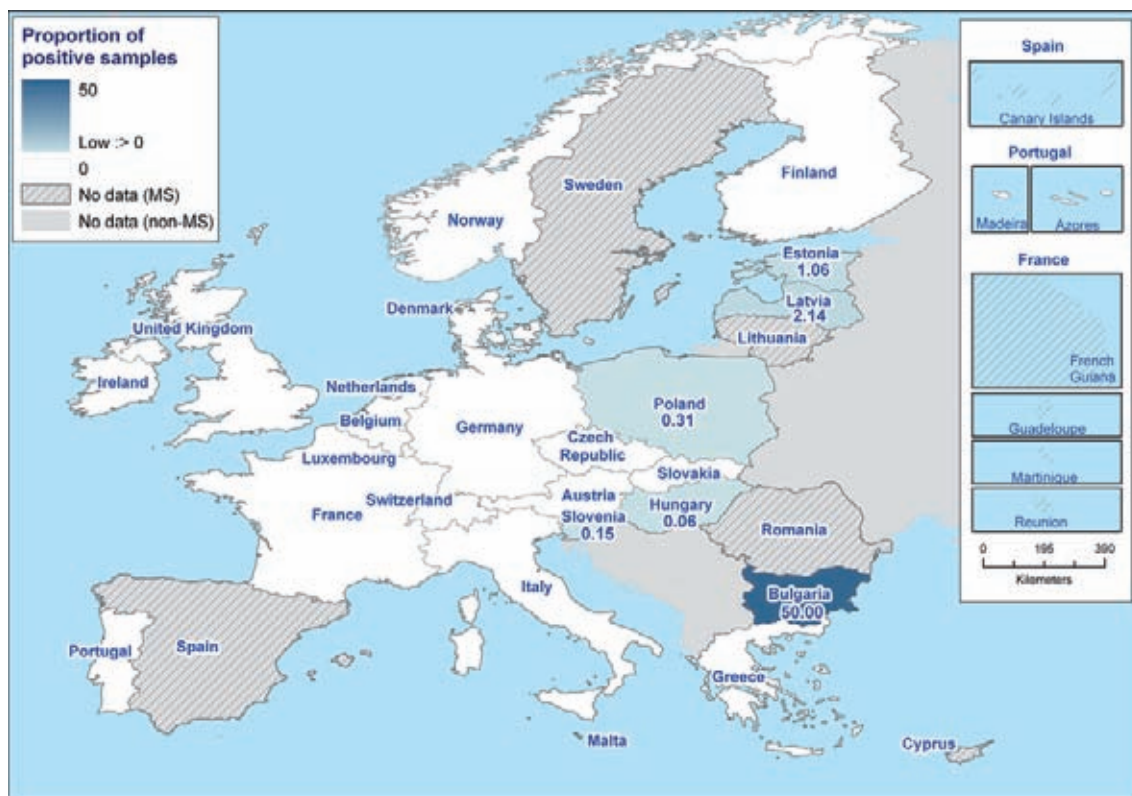 Proportion of
positive samples
50
Low :> 0
0
No data (MS)
No data (non-MS)
Sweden
Finland
Norway
Estonia
1.06
Denmark
Latvia
2.14
Lithuania
United Kingdom
Ireland
Netherlands
Belgium
Germany
Poland
0.31
Czech
Republic
Luxembourg
Slovakia
Switzerland
Austria
France
Slovenia
0.15
Hungary
0.06
Romania
Italy
Bulgaria
50.00
Portugal
Spain
Greece
Malta
Cyprus
Spain
Canary Islands
Portugal
Madeira
Azores
France
French
Guiana
Guadeloupe
Martinique
Reunion
0 195 390
Kilometers